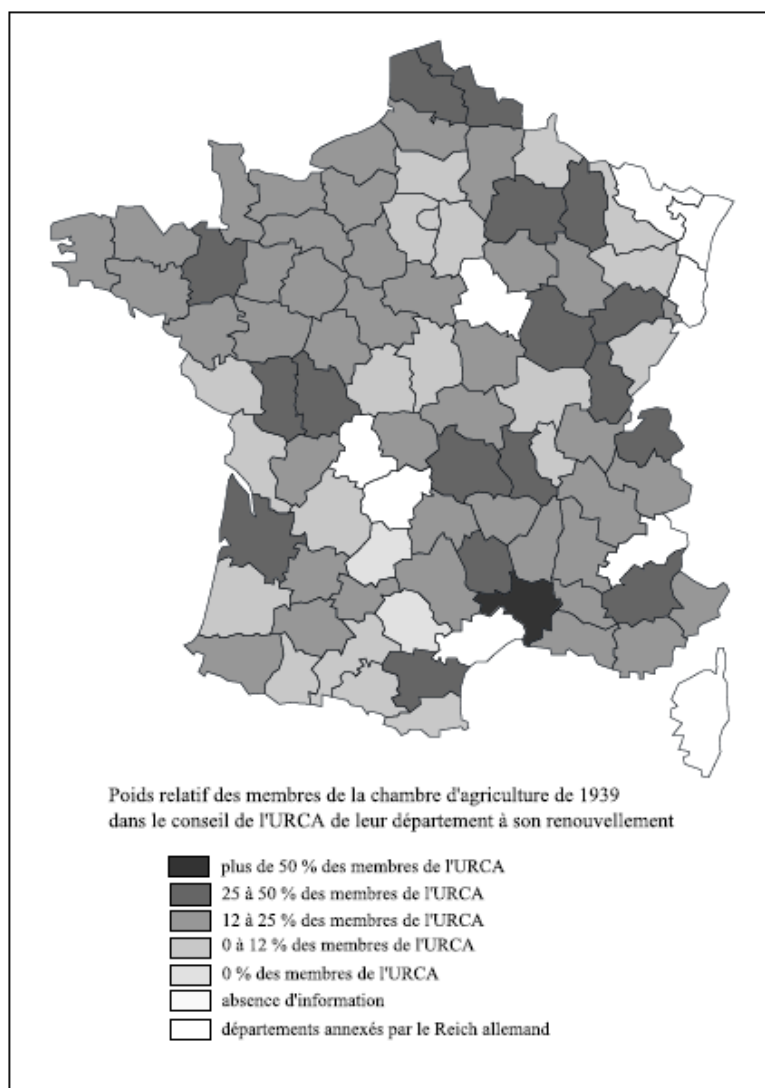 Poids relatif des membres de la chambre d'agriculture de 1939
dans le conseil de l'URCA de leur département à son renouvellement
plus de 50 % des membres de l'URCA
25 à 50 % des membres de l'URCA
12 à 25 % des membres de l'URCA
0 à 12 % des membres de l'URCA
0 % des membres de l'URCA
absence d'information
départements annexés par le Reich allemand